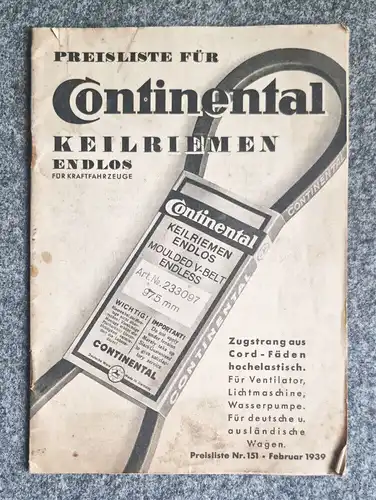 PREISLISTE FÜR
Continental
KEILRIEMEN
ENDLOS
FÜR KRAFTFAHRZEUGE
CONTINENTAL
Continental
KEILRIEMEN
ENDLOS
MOULDED V-BELT
ENDLESS
Art.-Nr. 233097
975 mm
WICHTIG! IMPORTANT!
CONTINENTAL
CONTINENTAL
Zugstrang aus
Cord-Fäden
hochelastisch.
Für Ventilator,
Lichtmaschine,
Wasserpumpe.
Für deutsche u.
ausländische
Wagen.
Preisliste Nr. 151 • Februar 1939